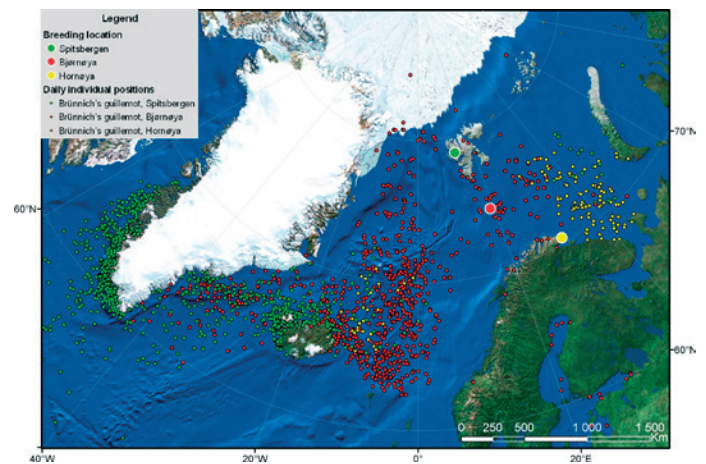 Legend
Breeding location
Spitsbergen
Bjørnøya
Hornøya
Daily individual positions
Brünnich's guillemot, Spitsbergen
Brünnich's guillemot, Bjørnøya
Brünnich's guillemot, Hornøya
70°N
60°N
60°N
0 250 500 1 000 1 500
Km
40°W 20°W 0° 20°E